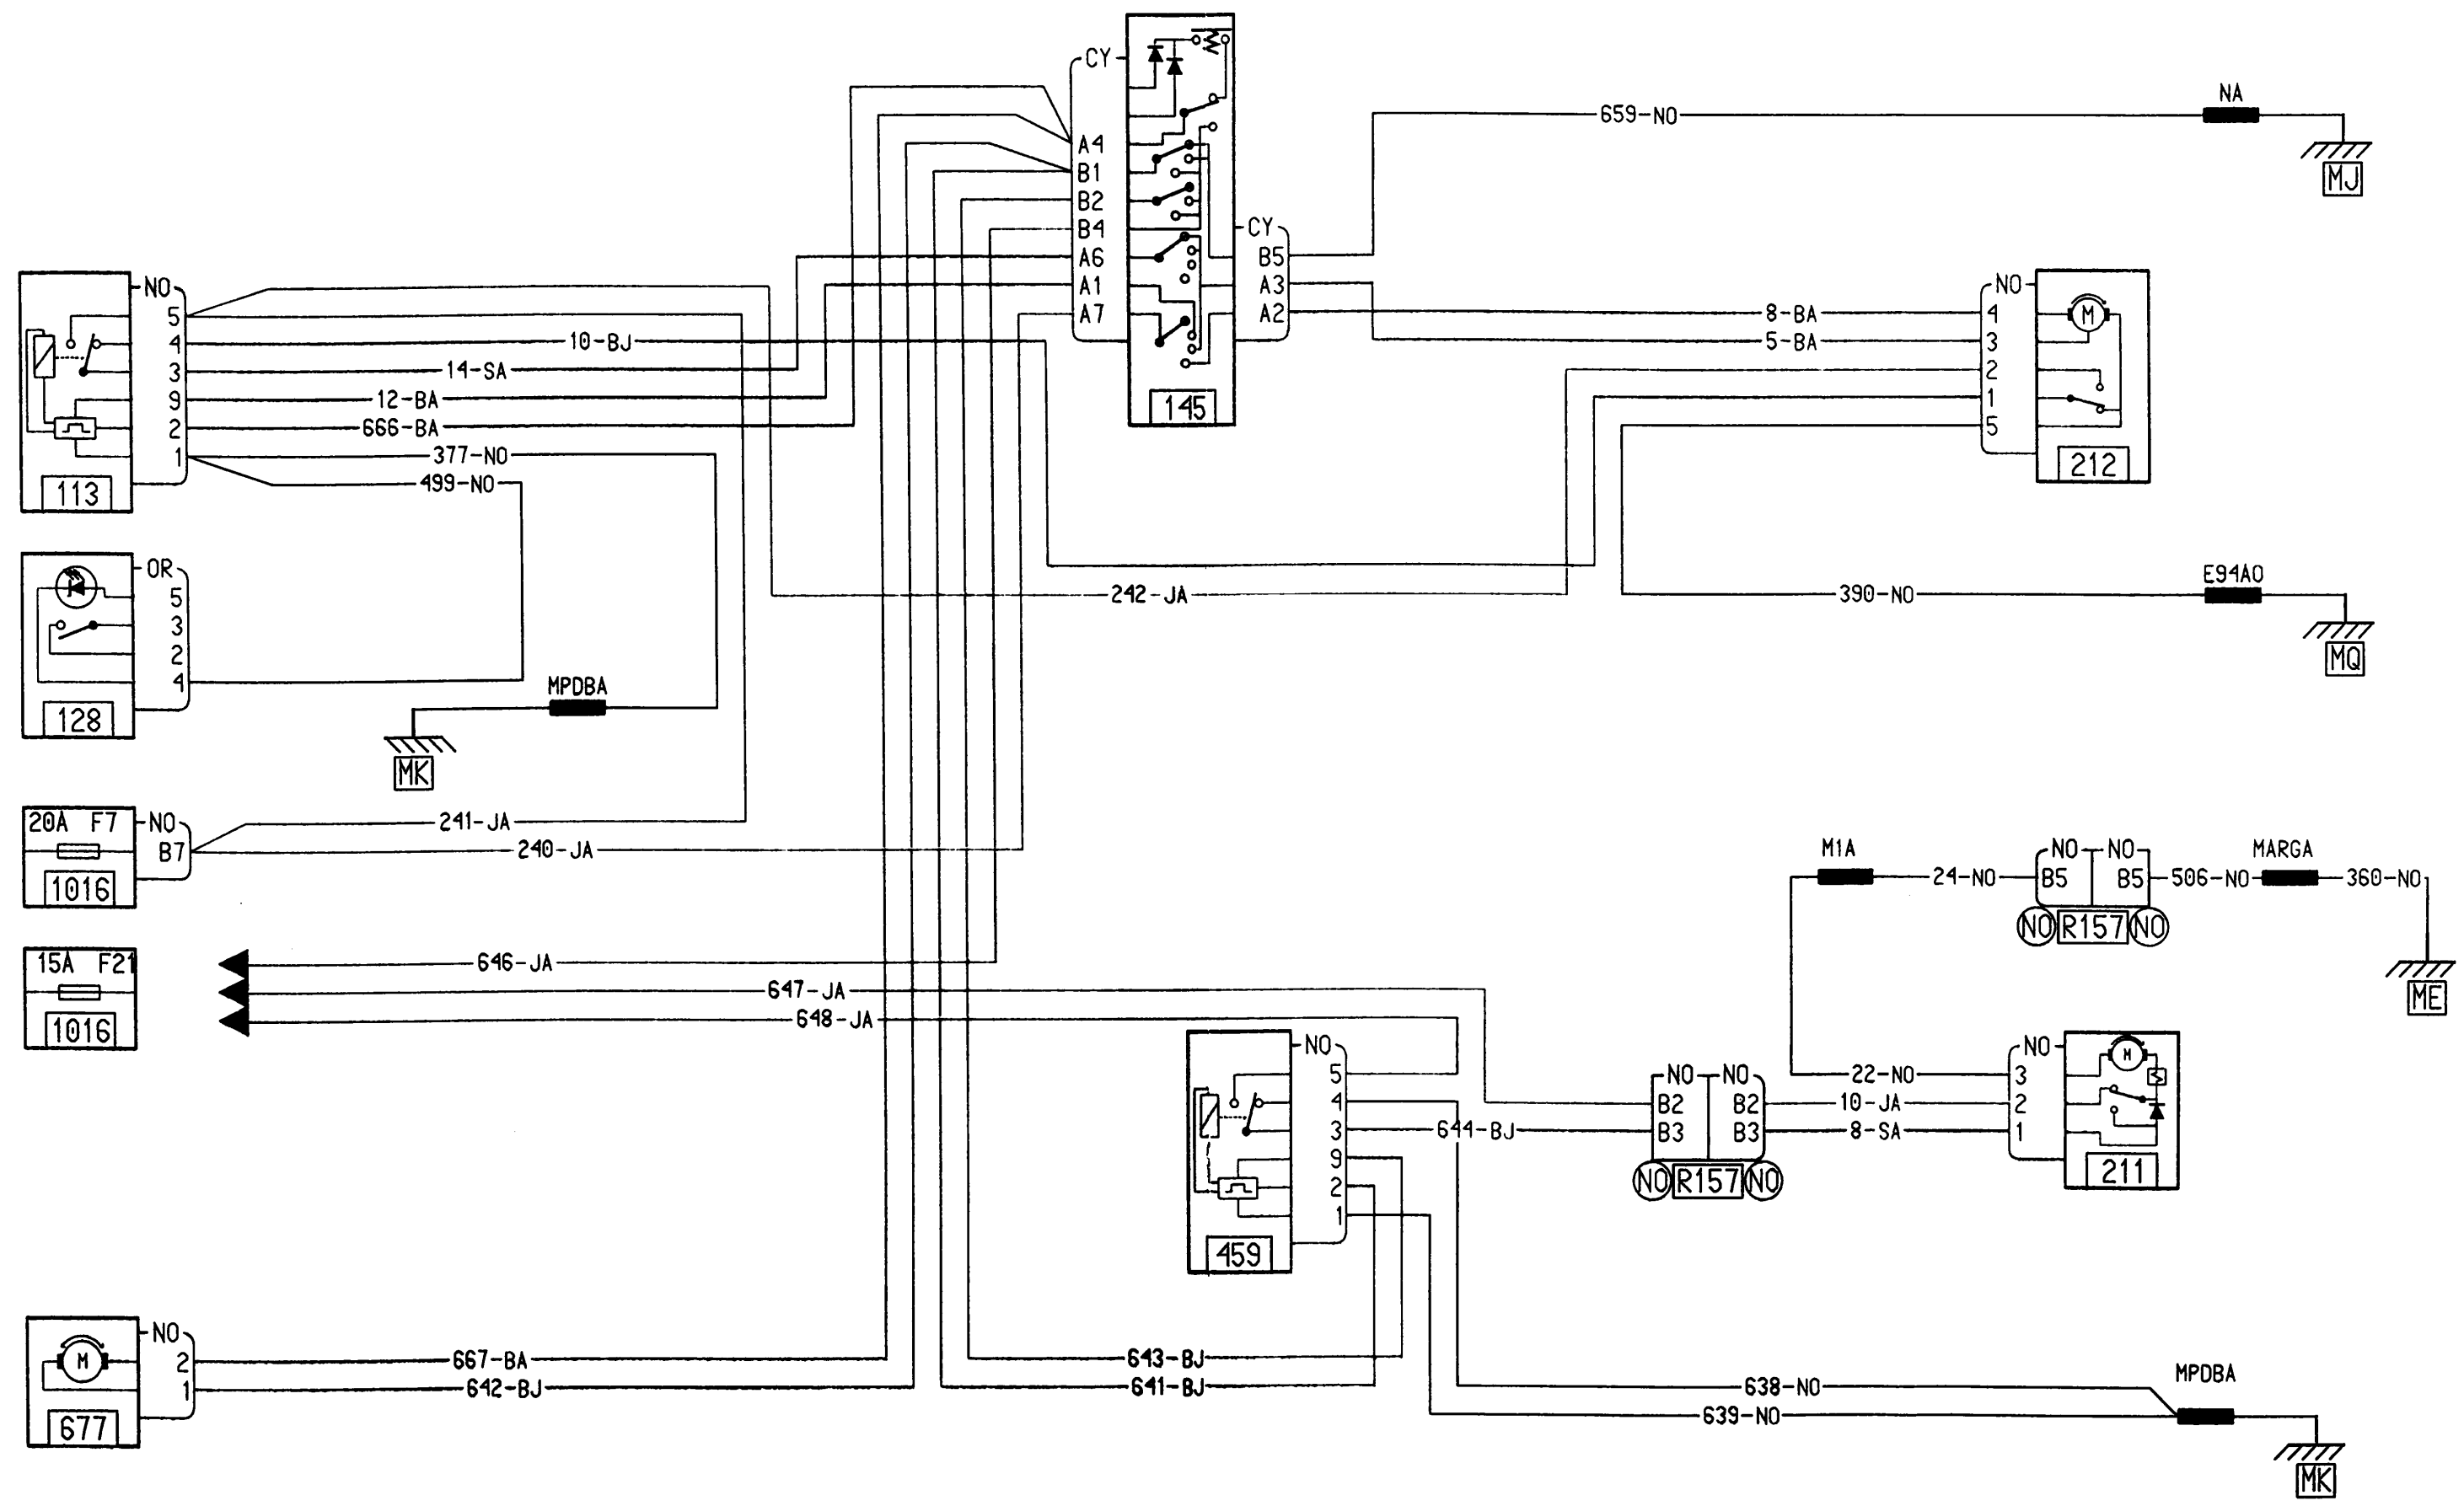 CY
A4
B1
B2
B4
A6
A1
A7
145
CY
B5
A3
A2
659-NO
NA
MJ
NO
5
4
3
9
2
1
113
10-BJ
14-SA
12-BA
666-BA
377-NO
499-NO
8-BA
5-BA
NO
4
3
2
1
5
M
212
OR
5
3
2
4
128
242-JA
390-NO
E94AO
MQ
MPDBA
MK
20A F7
NO
B7
1016
241-JA
240-JA
15A F21
1016
646-JA
647-JA
648-JA
M1A
24-NO
NO NO
B5 B5
NO R157 NO
506-NO
MARGA
360-NO
ME
NO
5
4
3
9
2
1
459
644-BJ
NO NO
B2 B2
B3 B3
NO R157 NO
22-NO
10-JA
8-SA
NO
3
2
1
M
211
M
NO
2
1
677
667-BA
642-BJ
643-BJ
641-BJ
638-NO
639-NO
MPDBA
MK